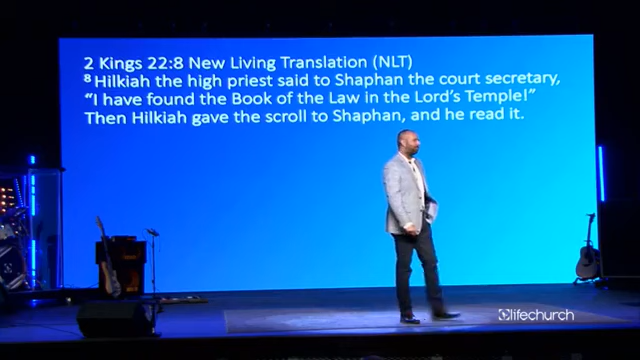 2 Kings 22:8 New Living Translation (NLT)
⁸ Hilkiah the high priest said to Shaphan the court secretary,
“I have found the Book of the Law in the Lord’s Temple!”
Then Hilkiah gave the scroll to Shaphan, and he read it.
lifechurch